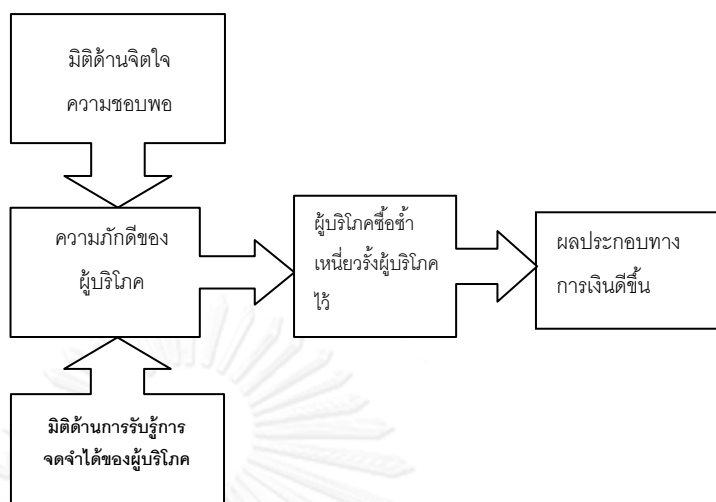 มิติด้านจิตใจ
ความชอบพอ
ความภักดีของ
ผู้บริโภค
ผู้บริโภคซื้อซ้ำ
เหนี่ยวรั้งผู้บริโภค
ไว้
ผลประกอบทาง
การเงินดีขึ้น
มิติด้านการรับรู้การ
จดจำได้ของผู้บริโภค